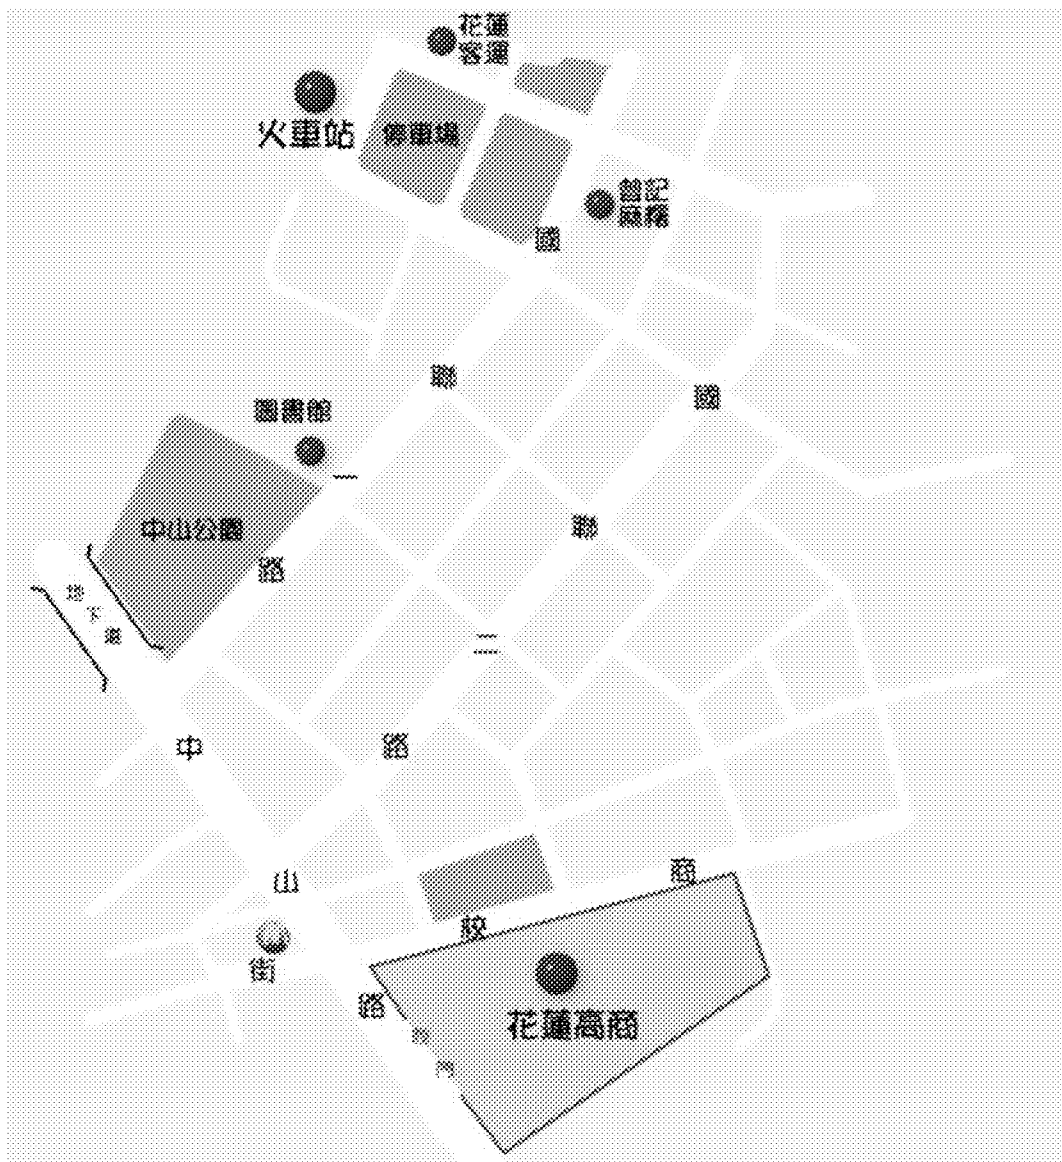 花蓮
客運
火車站
停車場
曾記
麻糬
國
聯
一
路
國
聯
二
路
圖書館
中山公園
地
下
道
中
山
路
商
校
街
花蓮高商